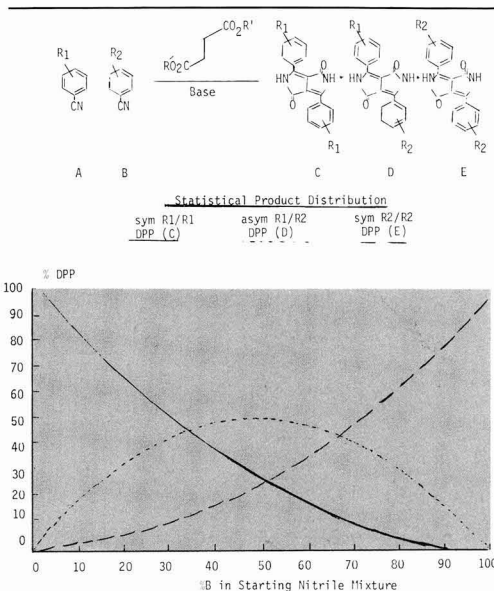 CO₂R'
R1 R2
R'O₂C
Base
CN CN
R1 R1 R2
O O O
HN NH HN NH HN NH
O O O
R1 R2 R2
A B C D E
Statistical Product Distribution
sym R1/R1 asym R1/R2 sym R2/R2
DPP (C) DPP (D) DPP (E)
% DPP
100
90
80
70
60
50
40
30
20
10
0
0 10 20 30 40 50 60 70 80 90 100
%B in Starting Nitrile Mixture